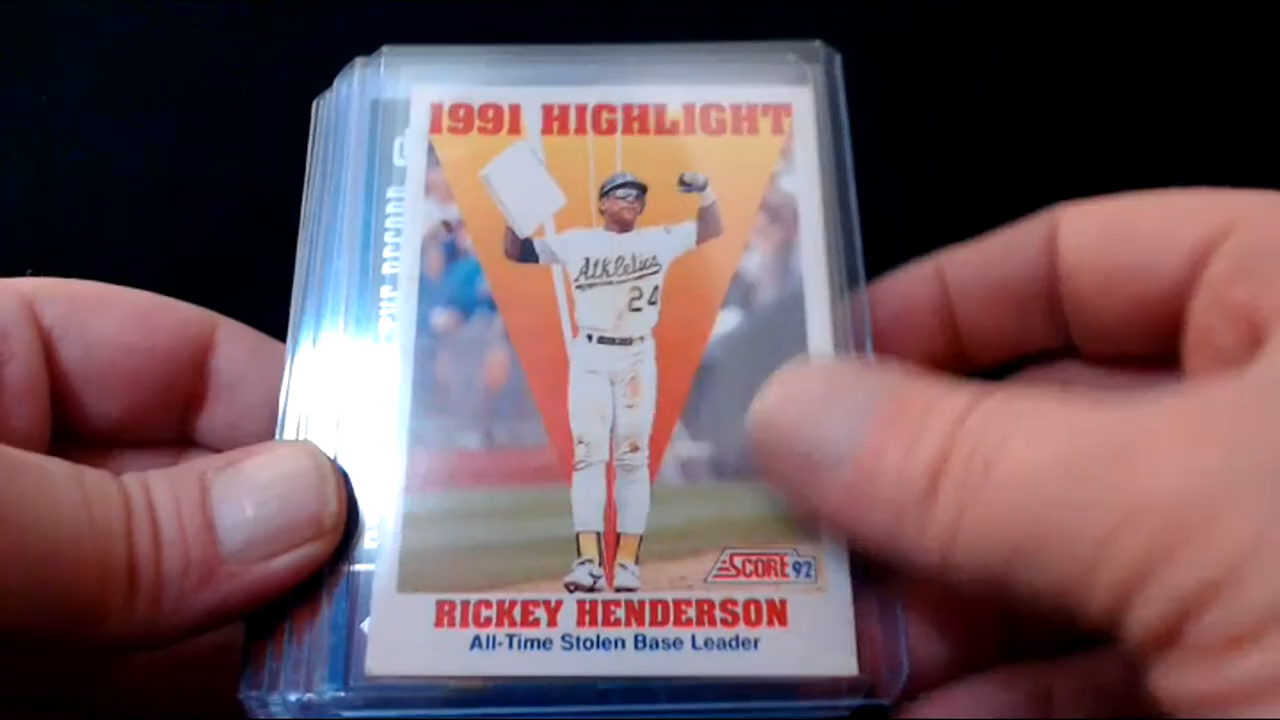 1991 HIGHLIGHT
Athletics
24
SCORE 92
RICKEY HENDERSON
All-Time Stolen Base Leader